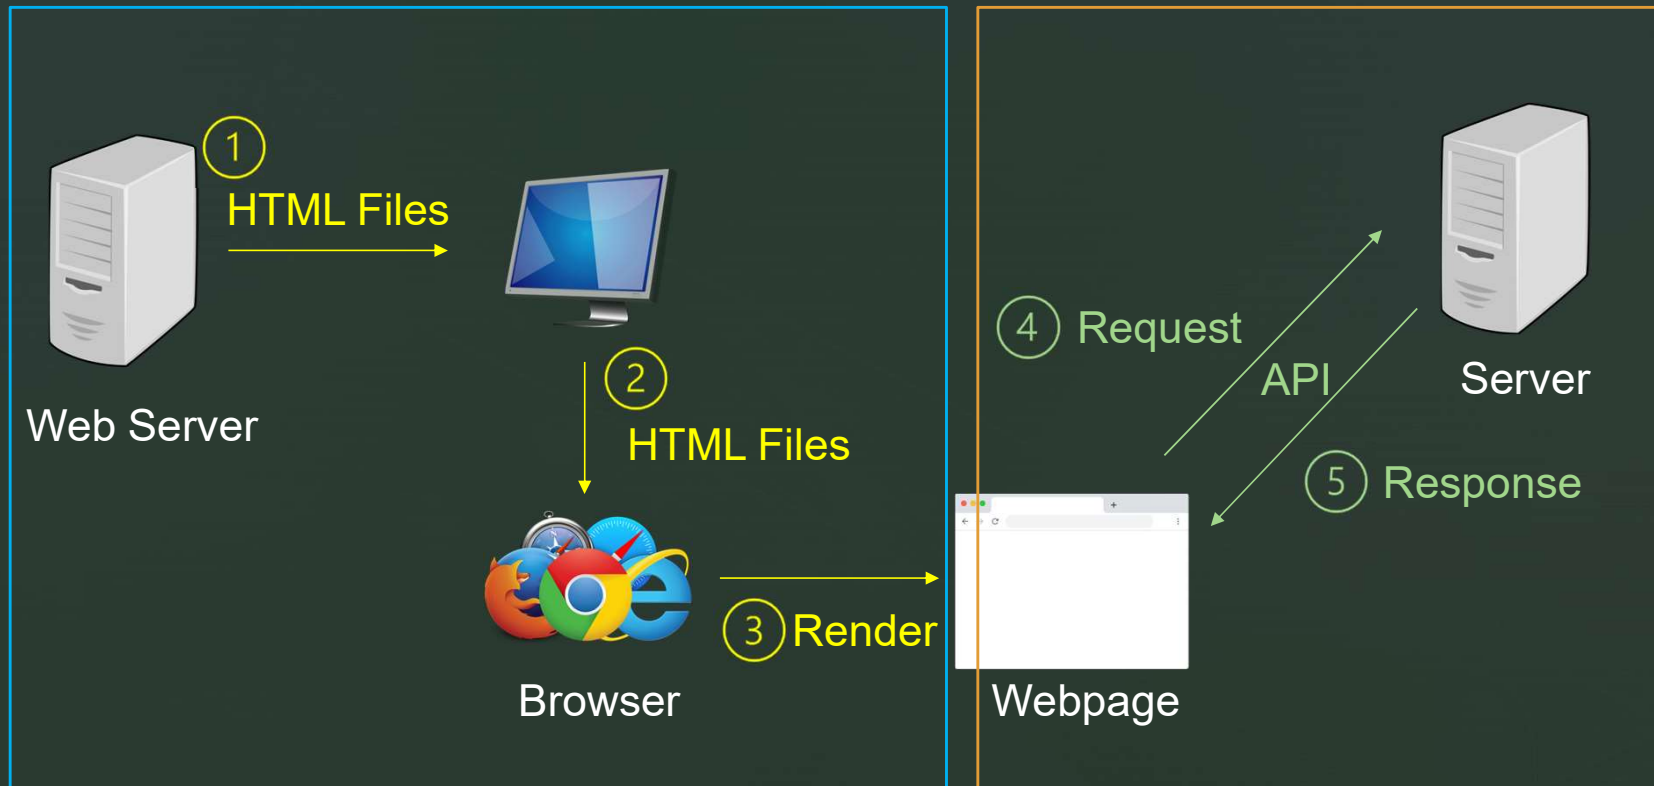 ①
HTML Files
Web Server
②
HTML Files
Browser
③ Render
Webpage
④ Request
API
⑤ Response
Server